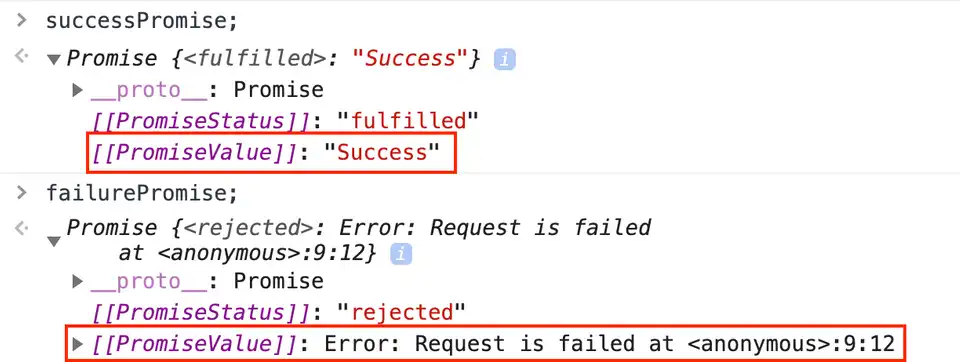 > successPromise;
<· ▼ Promise {<fulfilled>: "Success"} i
▶ __proto__: Promise
[[PromiseStatus]]: "fulfilled"
[[PromiseValue]]: "Success"
> failurePromise;
<· ▼ Promise {<rejected>: Error: Request is failed
at <anonymous>:9:12} i
▶ __proto__: Promise
[[PromiseStatus]]: "rejected"
▶ [[PromiseValue]]: Error: Request is failed at <anonymous>:9:12